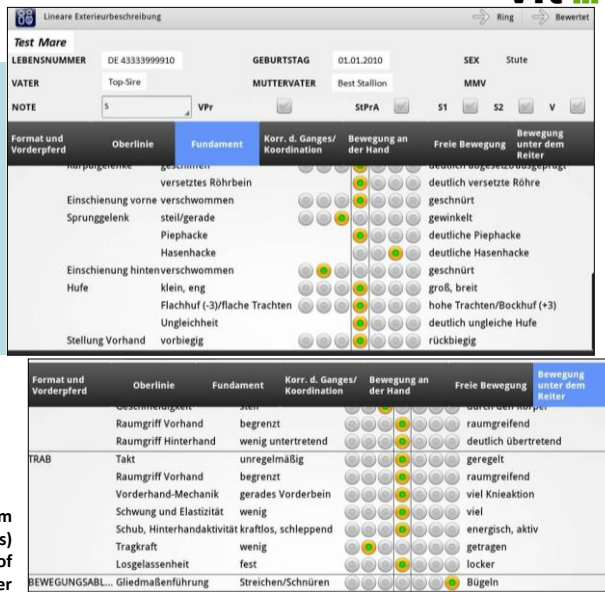 vit
Lineare Exterieurbeschreibung Ring Bewertet
Test Mare
LEBENSNUMMER DE 43333999910 GEBURTSTAG 01.01.2010 SEX Stute
VATER Top-Sire MUTTERVATER Best Stallion MMV
NOTE 5 VPr StPrA S1 S2 V
Format und Vorderpferd Oberlinie Fundament Korr. d. Ganges/ Koordination Bewegung an der Hand Freie Bewegung Bewegung unter dem Reiter
versetztes Röhrbein deutlich versetzte Röhre
Einschienung vorne verschwommen geschnürt
Sprunggelenk steil/gerade gewinkelt
Piephacke deutliche Piephacke
Hasenhacke deutliche Hasenhacke
Einschienung hinten verschwommen geschnürt
Hufe klein, eng groß, breit
Flachhuf (-3)/flache Trachten hohe Trachten/Bockhuf (+3)
Ungleichheit deutlich ungleiche Hufe
Stellung Vorhand vorbiegig rückbiegig
Format und Vorderpferd Oberlinie Fundament Korr. d. Ganges/ Koordination Bewegung an der Hand Freie Bewegung Bewegung unter dem Reiter
Raumgriff Vorhand begrenzt raumgreifend
Raumgriff Hinterhand wenig untertretend deutlich übertretend
TRAB Takt unregelmäßig geregelt
Raumgriff Vorhand begrenzt raumgreifend
Vorderhand-Mechanik gerades Vorderbein viel Knieaktion
Schwung und Elastizität wenig viel
Schub, Hinterhandaktivität kraftlos, schleppend energisch, aktiv
Tragkraft wenig getragen
Losgelassenheit fest locker
BEWEGUNGSABL... Gliedmaßenführung Streichen/Schnüren Bügeln
m
s)
of
er